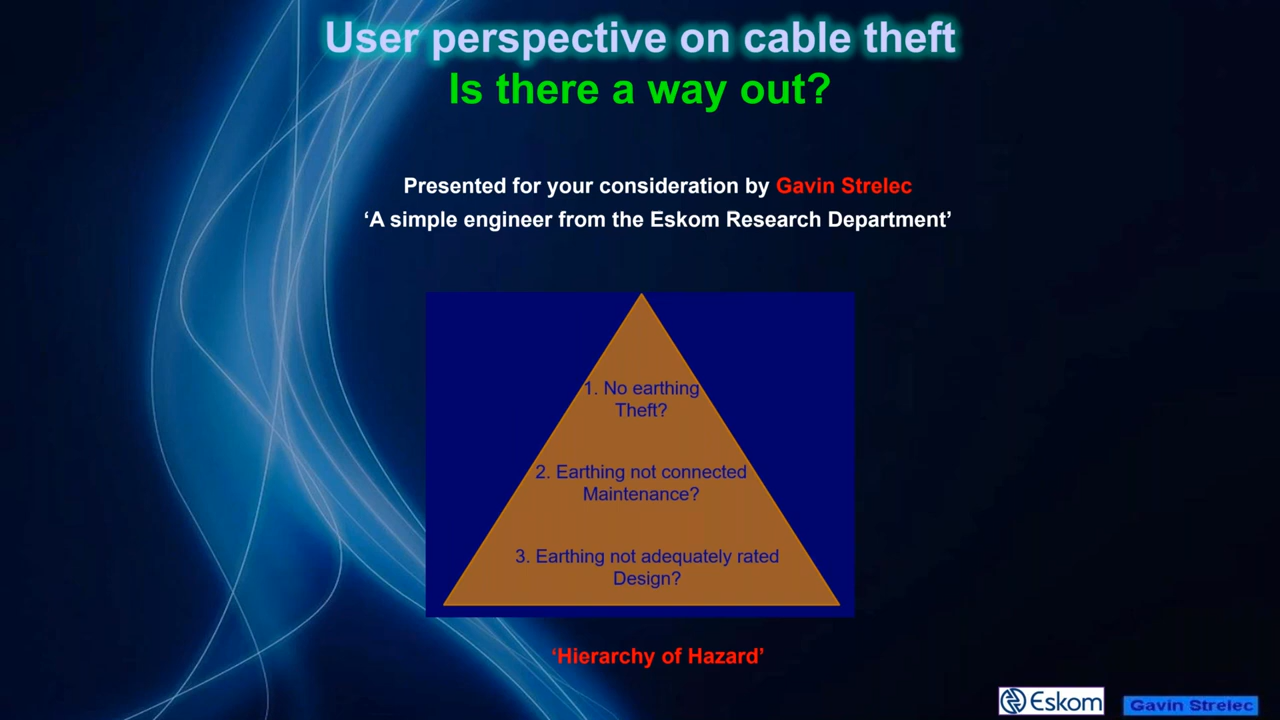 User perspective on cable theft
Is there a way out?
Presented for your consideration by Gavin Strelec
‘A simple engineer from the Eskom Research Department’
1. No earthing
Theft?
2. Earthing not connected
Maintenance?
3. Earthing not adequately rated
Design?
‘Hierarchy of Hazard’
Eskom
Gavin Strelec